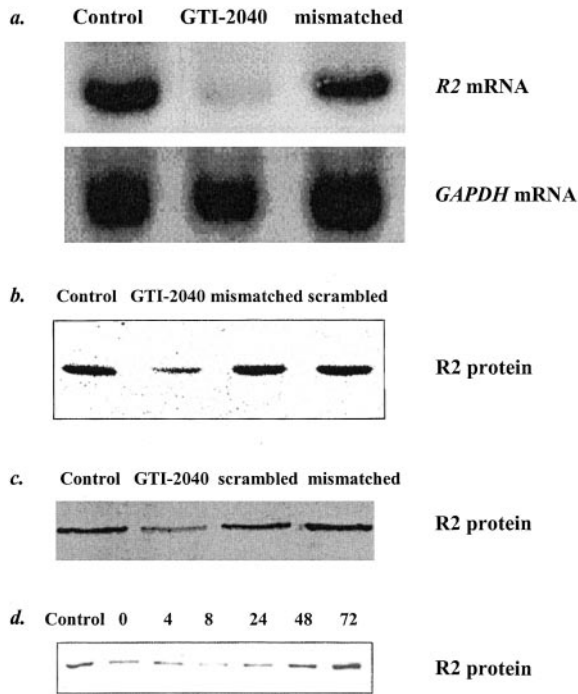 a. Control GTI-2040 mismatched
R2 mRNA
GAPDH mRNA
b. Control GTI-2040 mismatched scrambled
R2 protein
c. Control GTI-2040 scrambled mismatched
R2 protein
d. Control 0 4 8 24 48 72
R2 protein